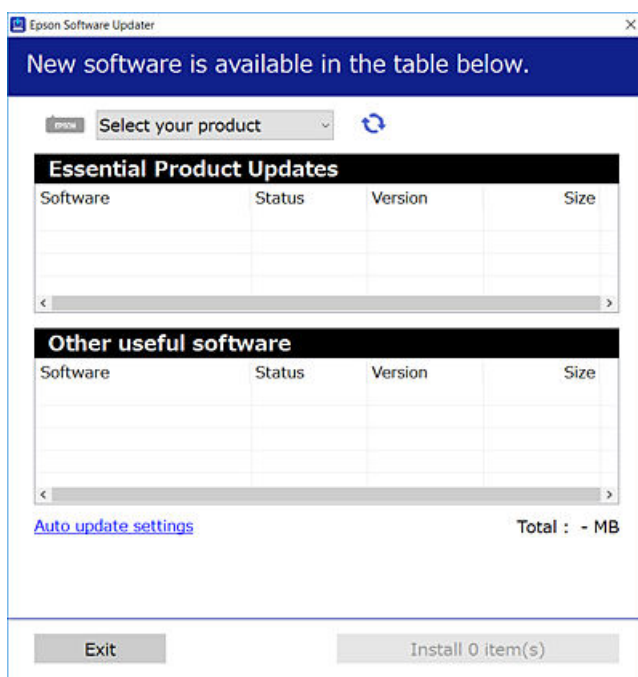 Epson Software Updater
New software is available in the table below.
EPSON Select your product
Essential Product Updates
Software Status Version Size
Other useful software
Software Status Version Size
Auto update settings Total : - MB
Exit Install 0 item(s)